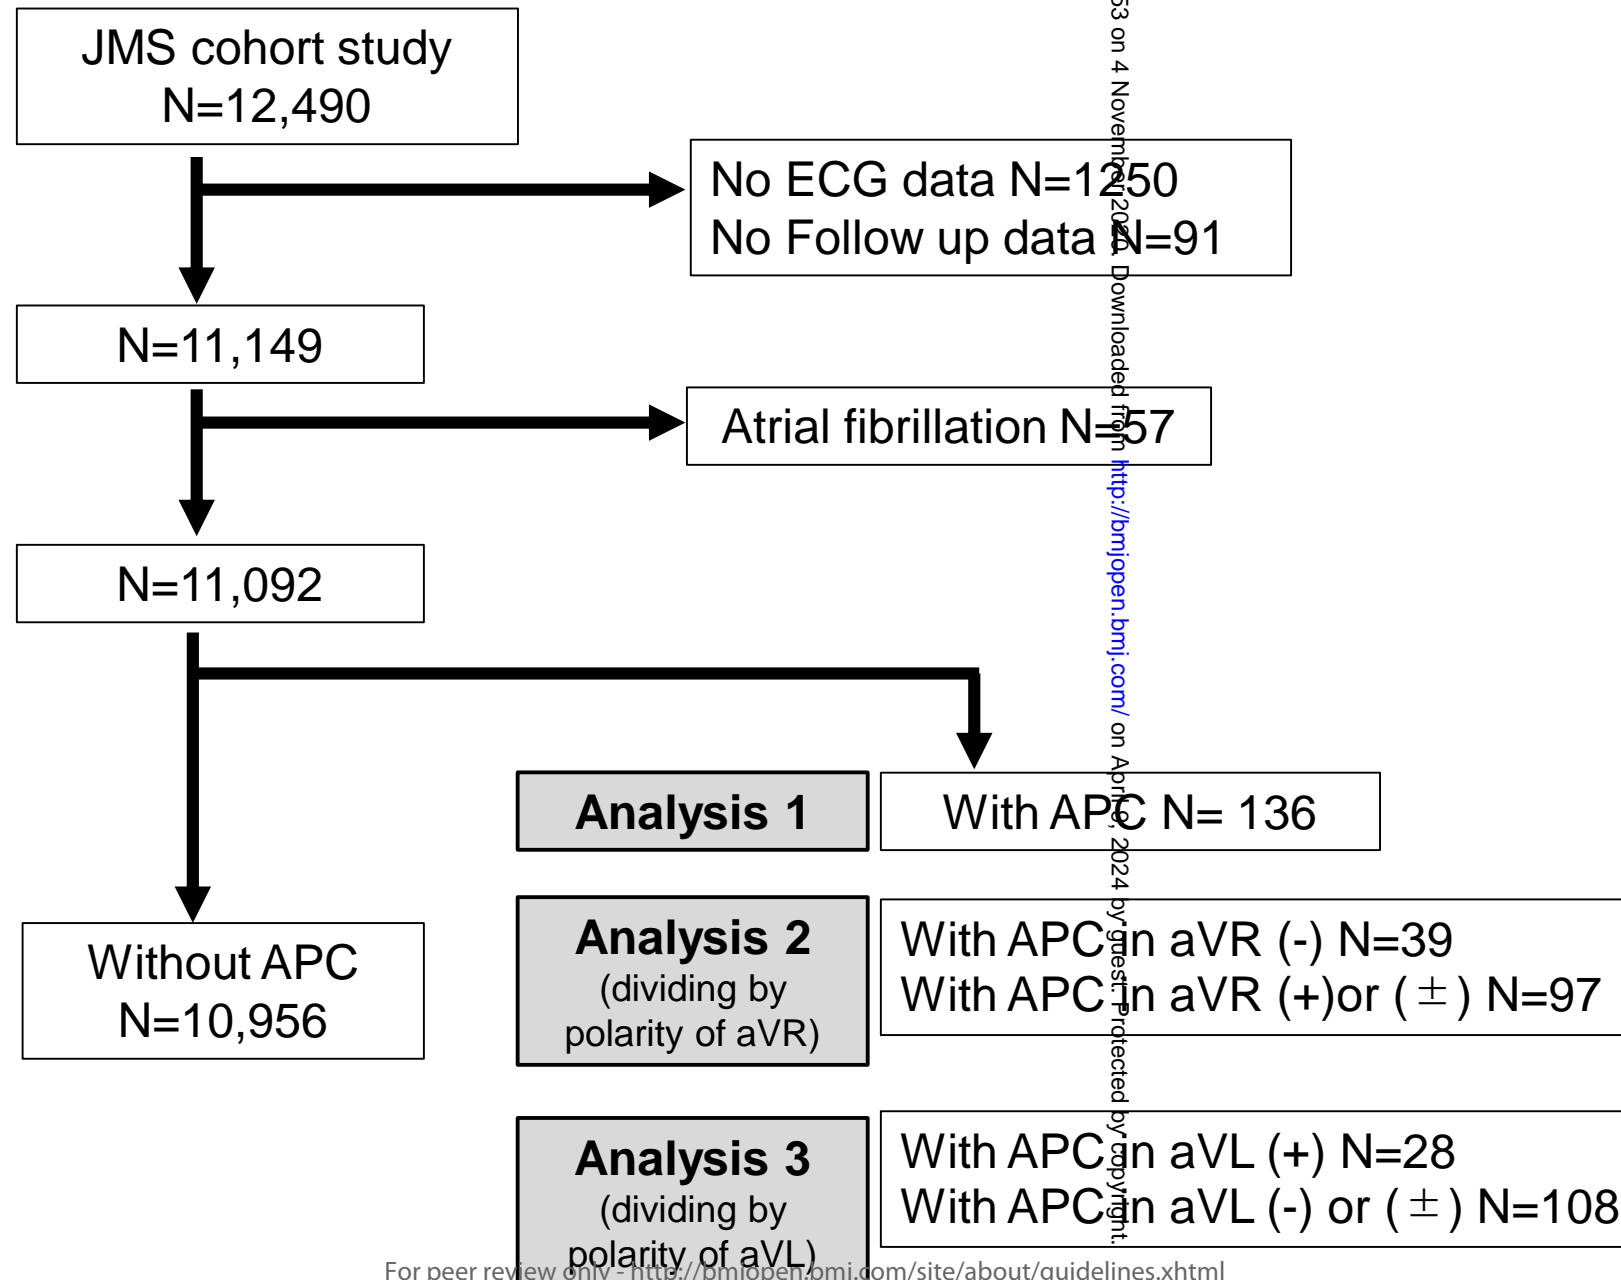 JMS cohort study
N=12,490
No ECG data N=1250
No Follow up data N=91
N=11,149
Atrial fibrillation N=57
N=11,092
Analysis 1
With APC N= 136
Without APC
N=10,956
Analysis 2
(dividing by
polarity of aVR)
With APC in aVR (-) N=39
With APC in aVR (+)or (±) N=97
Analysis 3
(dividing by
polarity of aVL)
With APC in aVL (+) N=28
With APC in aVL (-) or (±) N=108
53 on 4 November 2020. Downloaded from http://bmjopen.bmj.com/ on April 8, 2024 by guest. Protected by copyright.
For peer review only - http://bmjopen.bmj.com/site/about/guidelines.xhtml